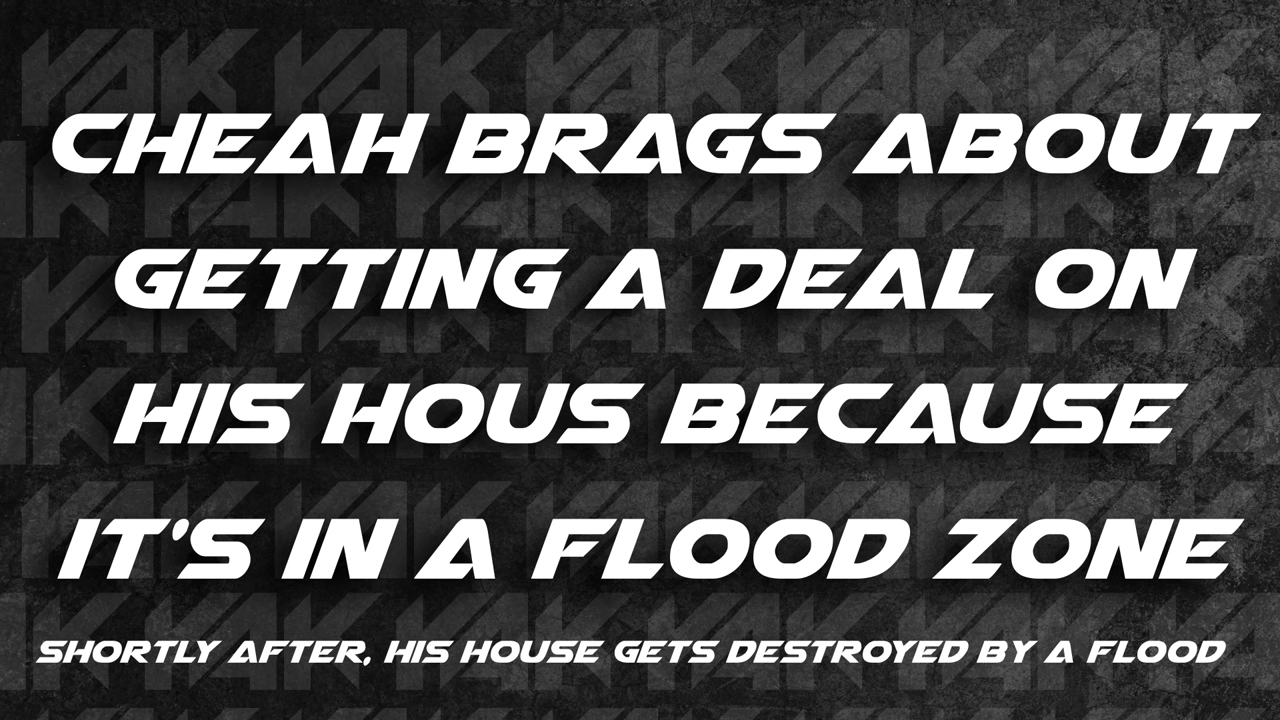 CHEAH BRAGS ABOUT
GETTING A DEAL ON
HIS HOUS BECAUSE
IT'S IN A FLOOD ZONE
SHORTLY AFTER, HIS HOUSE GETS DESTROYED BY A FLOOD